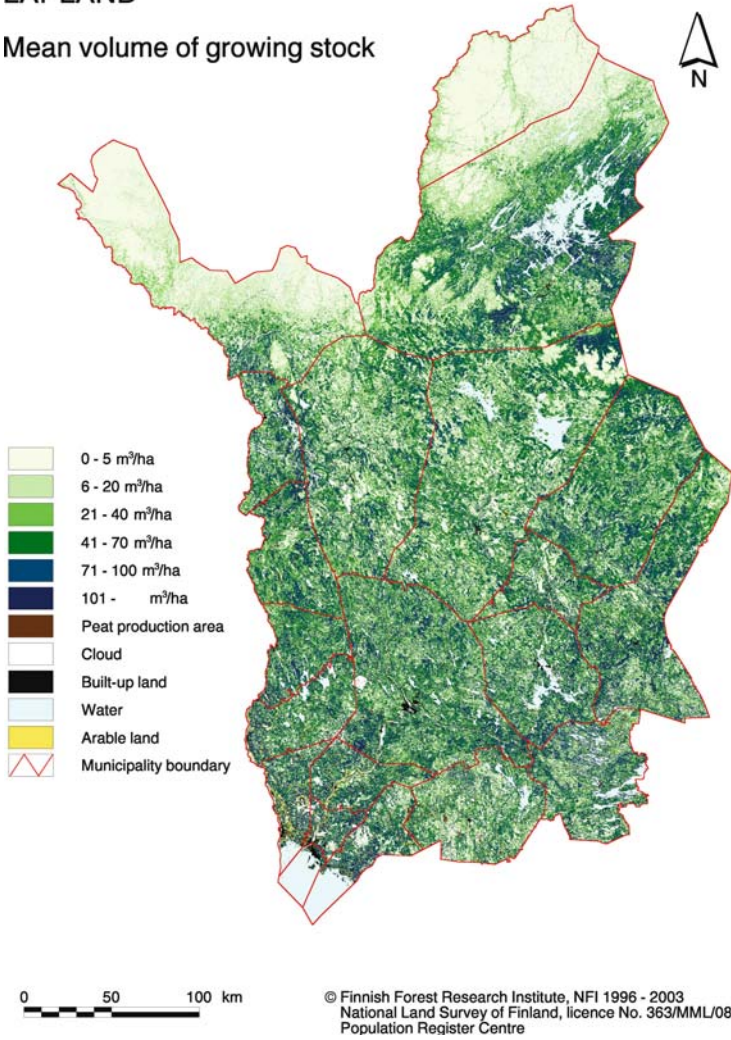 LAPLAND
Mean volume of growing stock
N
0 - 5 m³/ha
6 - 20 m³/ha
21 - 40 m³/ha
41 - 70 m³/ha
71 - 100 m³/ha
101 - m³/ha
Peat production area
Cloud
Built-up land
Water
Arable land
Municipality boundary
0 50 100 km
© Finnish Forest Research Institute, NFI 1996 - 2003
National Land Survey of Finland, licence No. 363/MML/08
Population Register Centre